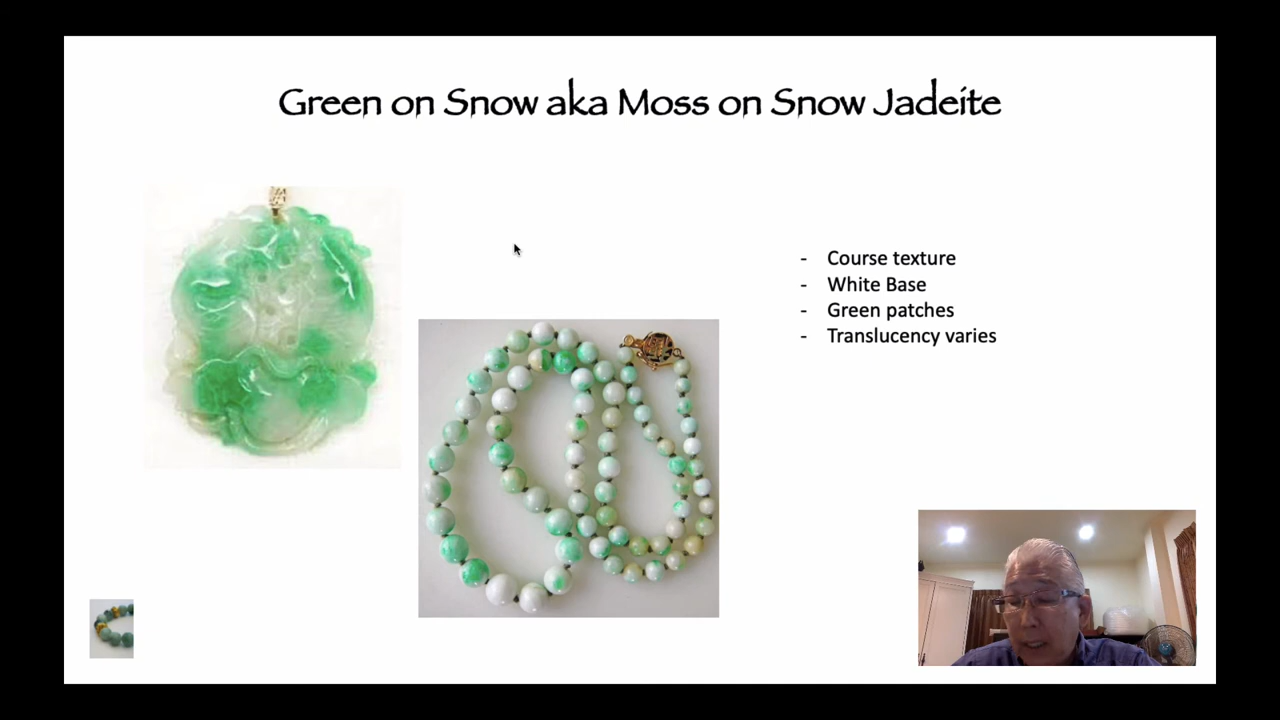 Green on Snow aka Moss on Snow Jadeite
- Course texture
- White Base
- Green patches
- Translucency varies